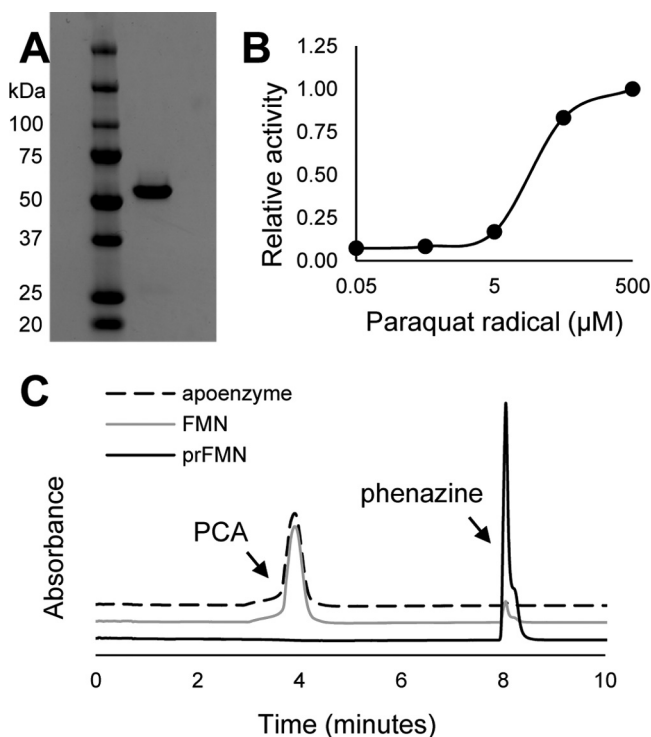 A
kDa
100
75
50
37
25
20
B
Relative activity
1.25
1.00
0.75
0.50
0.25
0.00
0.05 5 500
Paraquat radical (µM)
C
apoenzyme
FMN
prFMN
PCA
phenazine
Absorbance
0 2 4 6 8 10
Time (minutes)